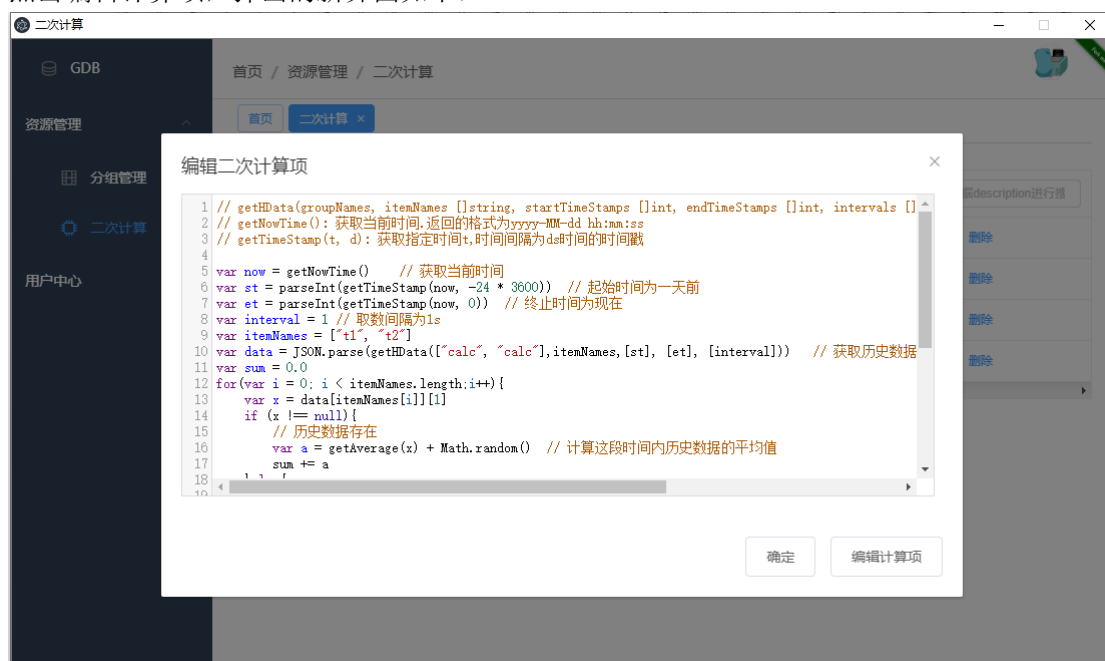 二次计算
GDB
首页 / 资源管理 / 二次计算
资源管理
首页 二次计算 ×
分组管理
二次计算
用户中心
编辑二次计算项
1 // getHData(groupNames, itemNames []string, startTimeStamps []int, endTimeStamps []int, intervals []
2 // getNowTime(): 获取当前时间.返回的格式为yyyy-MM-dd hh:mm:ss
3 // getTimeStamp(t, d): 获取指定时间t,时间间隔为ds时间的时间戳
4
5 var now = getNowTime() // 获取当前时间
6 var st = parseInt(getTimeStamp(now, -24 * 3600)) // 起始时间为一天前
7 var et = parseInt(getTimeStamp(now, 0)) // 终止时间为现在
8 var interval = 1 // 取数间隔为1s
9 var itemNames = ["t1", "t2"]
10 var data = JSON.parse(getHData(["calc", "calc"],itemNames,[st], [et], [interval])) // 获取历史数据
11 var sum = 0.0
12 for(var i = 0; i < itemNames.length;i++){
13 var x = data[itemNames[i]][1]
14 if (x !== null){
15 // 历史数据存在
16 var a = getAverage(x) + Math.random() // 计算这段时间内历史数据的平均值
17 sum += a
18
19
description进行搜
删除
删除
删除
删除
确定
编辑计算项